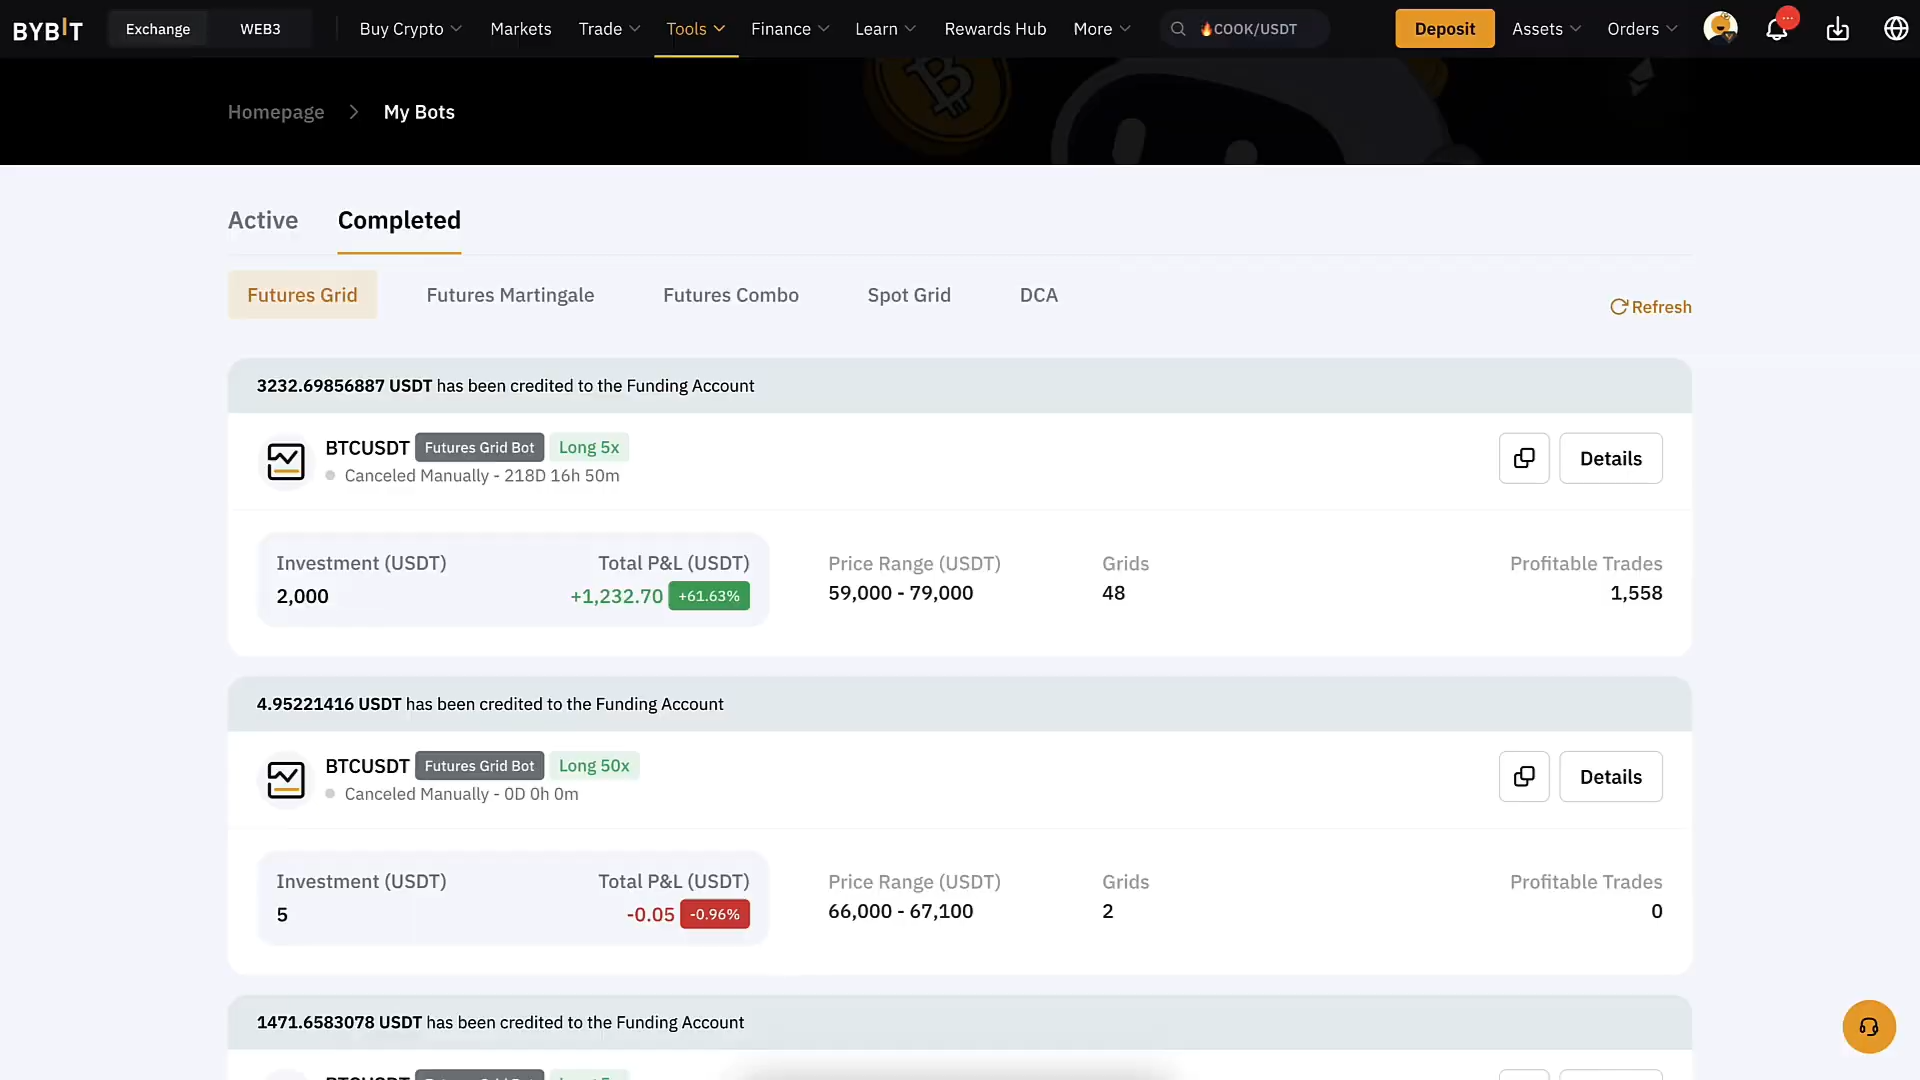 BYBIT Exchange WEB3 Buy Crypto Markets Trade Tools Finance Learn Rewards Hub More 🔥COOK/USDT Deposit Assets Orders
Homepage > My Bots
Active Completed
Futures Grid Futures Martingale Futures Combo Spot Grid DCA
Refresh
3232.69856887 USDT has been credited to the Funding Account
BTCUSDT Futures Grid Bot Long 5x
Canceled Manually - 218D 16h 50m
Details
Investment (USDT) Total P&L (USDT) Price Range (USDT) Grids Profitable Trades
2,000 +1,232.70 +61.63% 59,000 - 79,000 48 1,558
4.95221416 USDT has been credited to the Funding Account
BTCUSDT Futures Grid Bot Long 50x
Canceled Manually - 0D 0h 0m
Details
Investment (USDT) Total P&L (USDT) Price Range (USDT) Grids Profitable Trades
5 -0.05 -0.96% 66,000 - 67,100 2 0
1471.6583078 USDT has been credited to the Funding Account